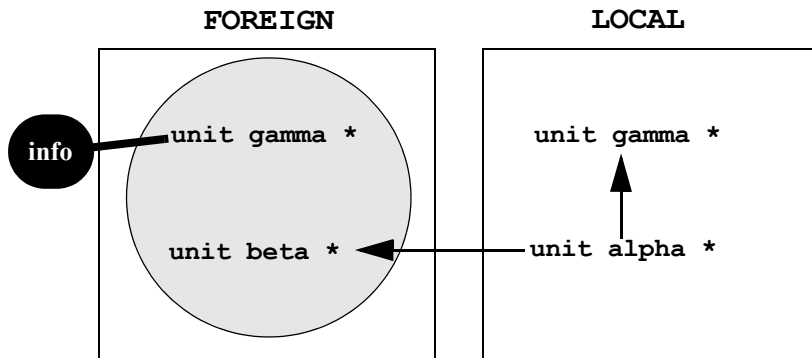 FOREIGN
LOCAL
info
unit gamma *
unit gamma *
unit beta *
unit alpha *